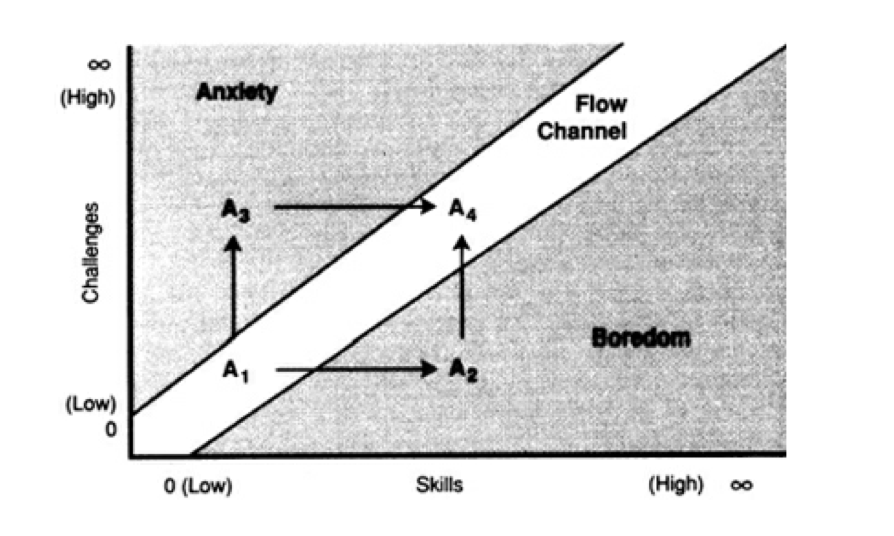 ∞
(High)
Anxiety
Flow
Channel
A₃
A₄
Challenges
Boredom
A₁
A₂
(Low)
0
0 (Low)
Skills
(High)
∞